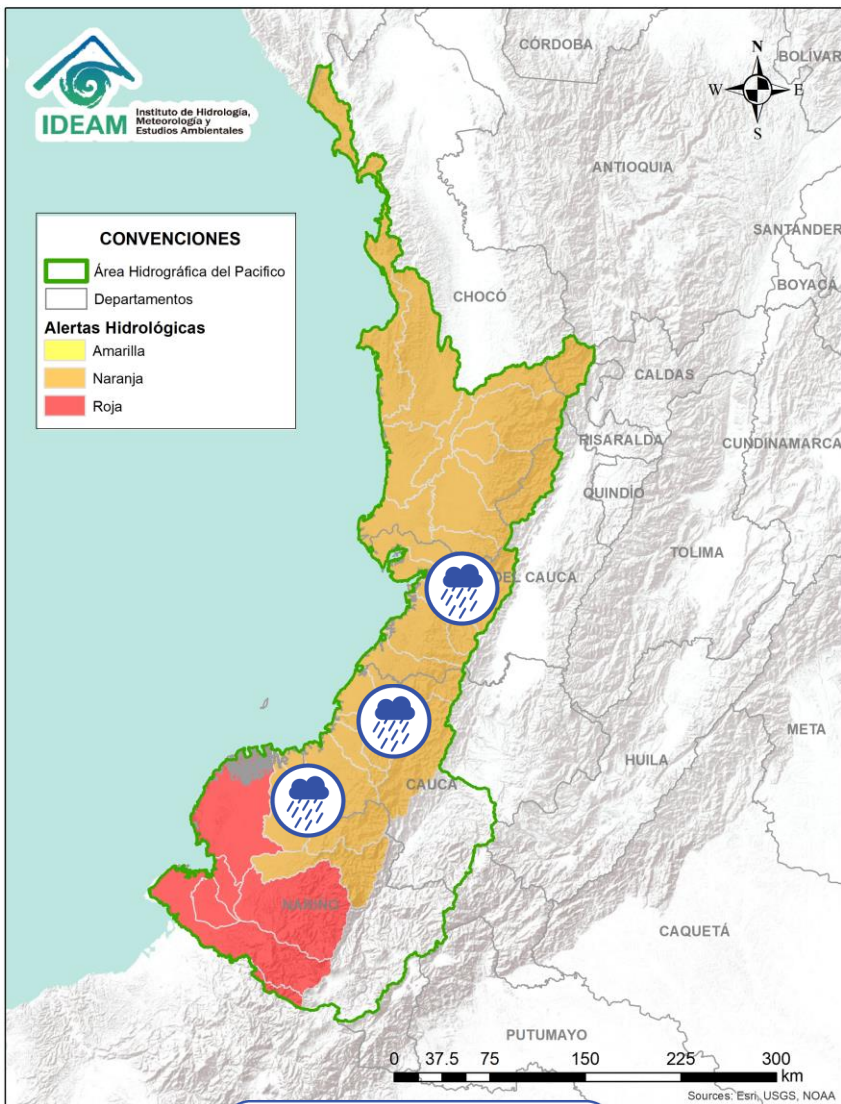 IDEAM
Instituto de Hidrología,
Meteorología y
Estudios Ambientales
CÓRDOBA
BOLÍVAR
N
W E
S
ANTIOQUIA
SANTANDER
BOYACÁ
CONVENCIONES
Área Hidrográfica del Pacifico
Departamentos
Alertas Hidrológicas
Amarilla
Naranja
Roja
CHOCÓ
CALDAS
RISARALDA
CUNDINAMARCA
QUINDÍO
TOLIMA
DEL CAUCA
META
HUILA
CAUCA
NARIÑO
CAQUETÁ
PUTUMAYO
0 37.5 75 150 225 300
km
Sources: Esri, USGS, NOAA